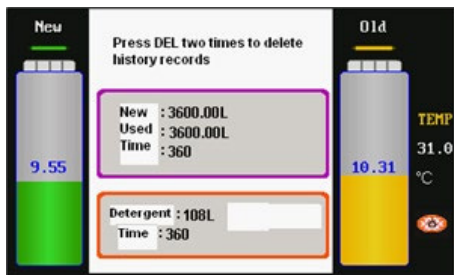 New
Old
Press DEL two times to delete
history records
New : 3600.00L
Used : 3600.00L
Time : 360
TEMP
31.0
°C
9.55
10.31
Detergent : 108L
Time : 360